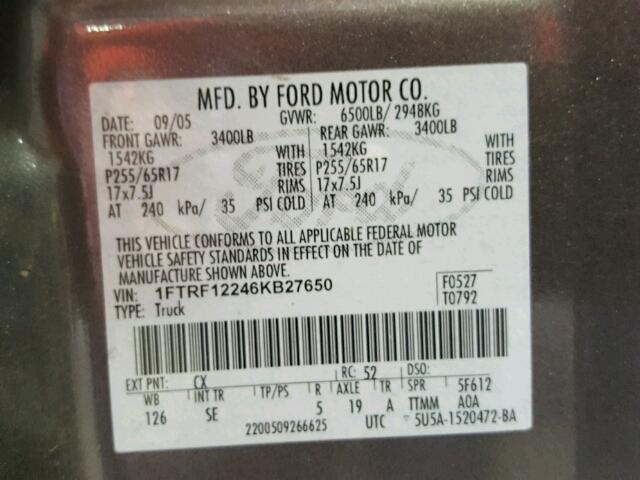 MFD. BY FORD MOTOR CO.
DATE: 09/05 GVWR: 6500LB/ 2948KG
FRONT GAWR: 3400LB REAR GAWR: 3400LB
1542KG WITH 1542KG WITH
P255/65R17 TIRES P255/65R17 TIRES
17x7.5J RIMS 17x7.5J RIMS
AT 240 kPa/ 35 PSI COLD AT 240 kPa/ 35 PSI COLD
THIS VEHICLE CONFORMS TO ALL APPLICABLE FEDERAL MOTOR
VEHICLE SAFETY STANDARDS IN EFFECT ON THE DATE OF
MANUFACTURE SHOWN ABOVE.
VIN: 1FTRF12246KB27650 F0527
TYPE: Truck T0792
EXT PNT: CX RC: 52 DSO:
WB INT TR TP/PS R AXLE TR SPR 5F612
126 SE 5 19 A TTMM AOA
2200509266625 UTC 5U5A-1520472-BA
Ford